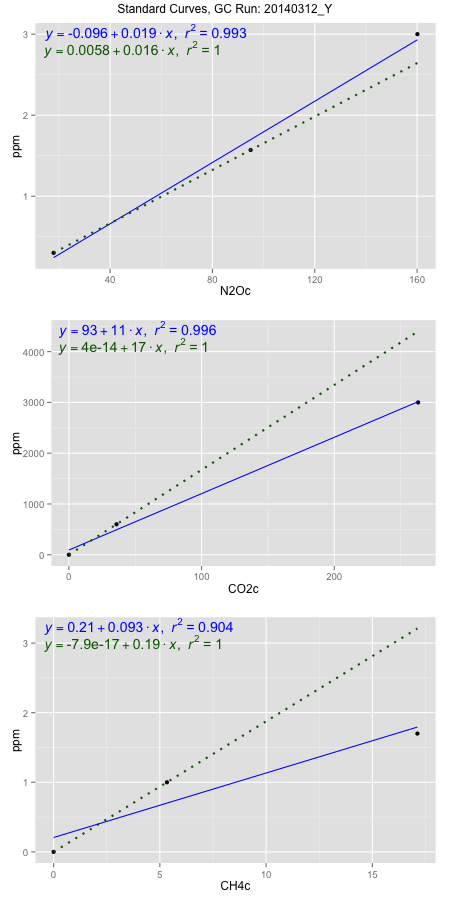 Standard Curves, GC Run: 20140312_Y
y = -0.096 + 0.019 · x, r² = 0.993
y = 0.0058 + 0.016 · x, r² = 1
3
2
1
ppm
40 80 120 160
N2Oc
y = 93 + 11 · x, r² = 0.996
y = 4e-14 + 17 · x, r² = 1
4000
3000
2000
1000
0
ppm
0 100 200
CO2c
y = 0.21 + 0.093 · x, r² = 0.904
y = -7.9e-17 + 0.19 · x, r² = 1
3
2
1
0
ppm
0 5 10 15
CH4c